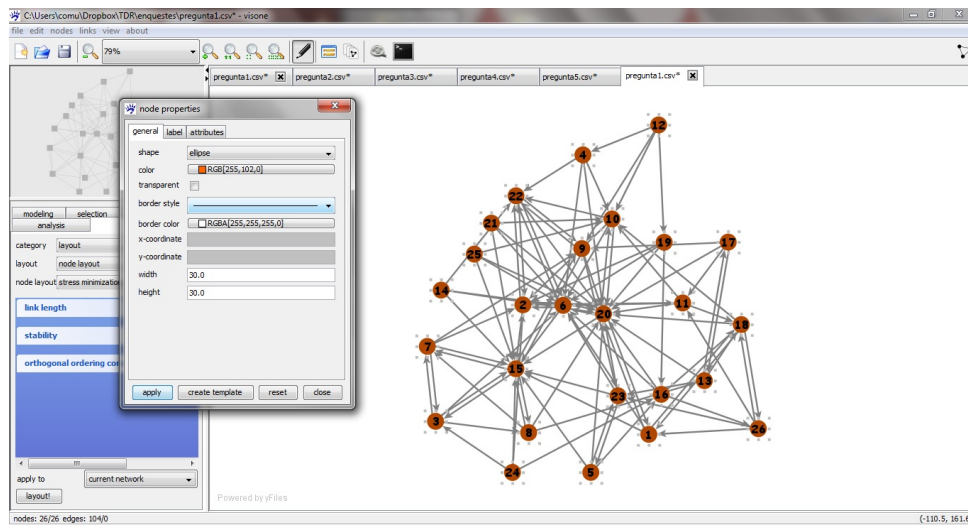 C:\Users\comu\Dropbox\TDR\enquestes\pregunta1.csv* - visone
file edit nodes links view about
79%
pregunta1.csv* pregunta2.csv* pregunta3.csv* pregunta4.csv* pregunta5.csv* pregunta1.csv*
node properties
general label attributes
shape ellipse
color RGB[255,102,0]
transparent
border style
border color RGBA[255,255,255,0]
x-coordinate
y-coordinate
width 30.0
height 30.0
apply create template reset close
modeling selection
analysis
category layout
layout node layout
node layout stress minimization
link length
stability
orthogonal ordering con
apply to current network
layout!
nodes: 26/26 edges: 104/0
12
4
22
10
21
9
19
17
25
14
2
6
11
20
18
7
15
13
23
16
3
8
1
26
24
5
Powered by yFiles
(-110.5, 161.6